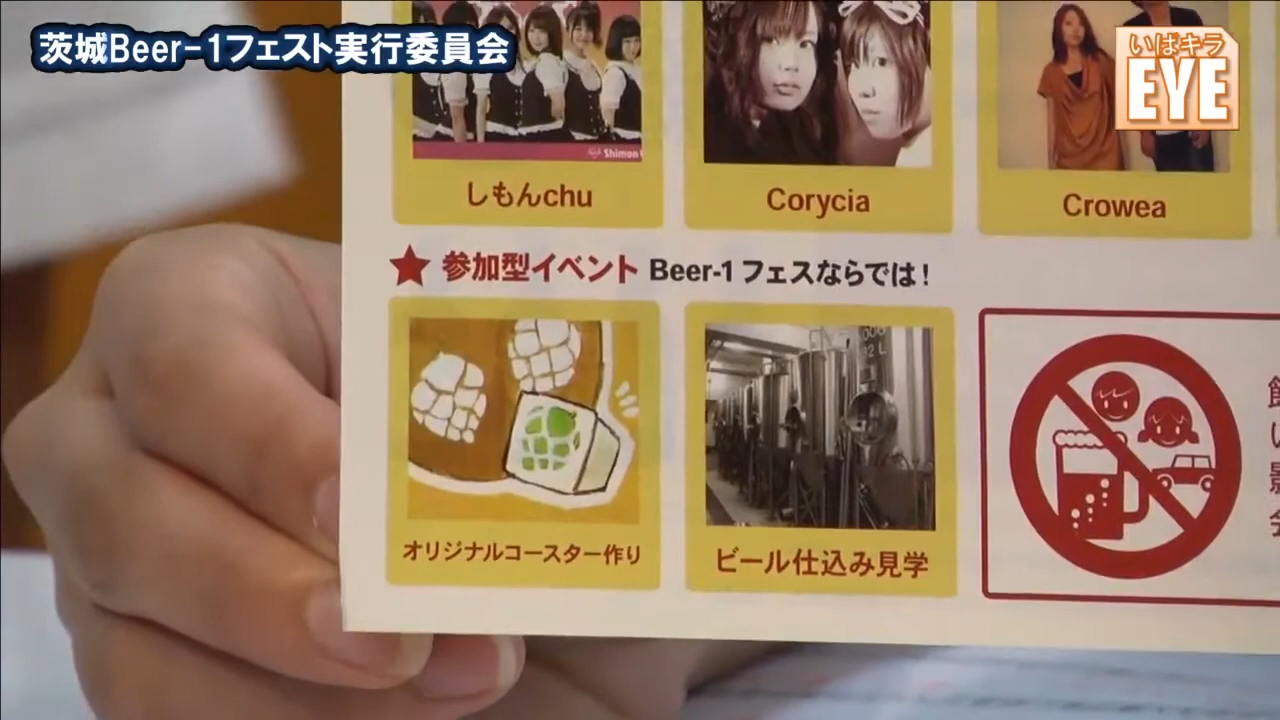 茨城Beer-1フェスト実行委員会
いばキラ
EYE
しもんchu
Corycia
Crowea
★ 参加型イベント Beer-1フェスならでは!
オリジナルコースター作り
ビール仕込み見学